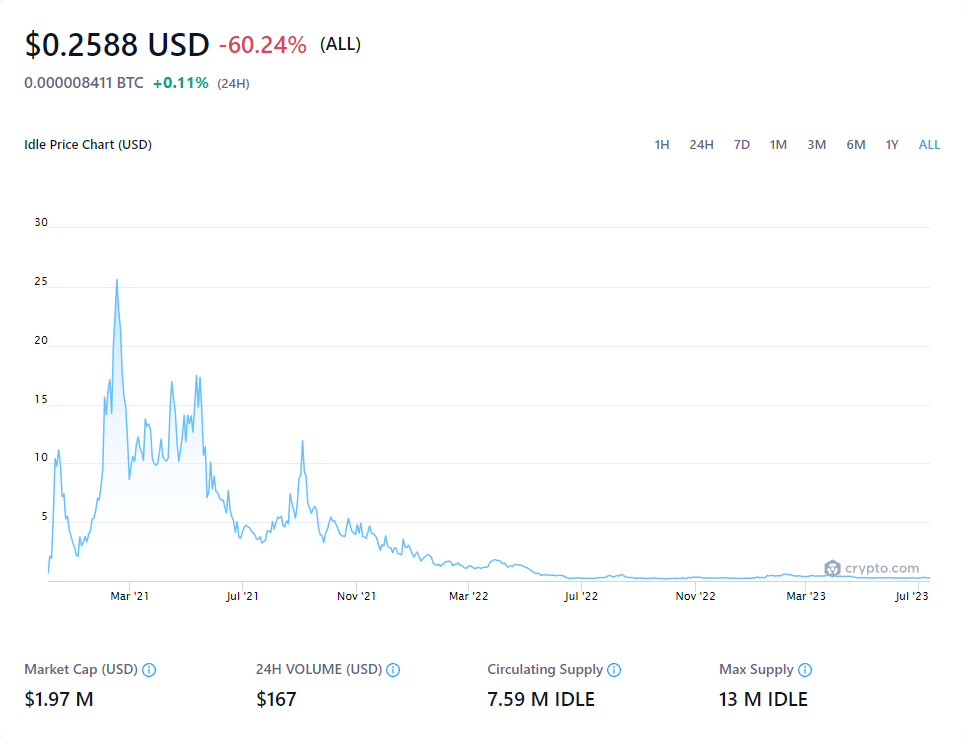 $0.2588 USD -60.24% (ALL)
0.000008411 BTC +0.11% (24H)
Idle Price Chart (USD) 1H 24H 7D 1M 3M 6M 1Y ALL
30
25
20
15
10
5
crypto.com
Mar '21 Jul '21 Nov '21 Mar '22 Jul '22 Nov '22 Mar '23 Jul '23
Market Cap (USD) 24H VOLUME (USD) Circulating Supply Max Supply
$1.97 M $167 7.59 M IDLE 13 M IDLE